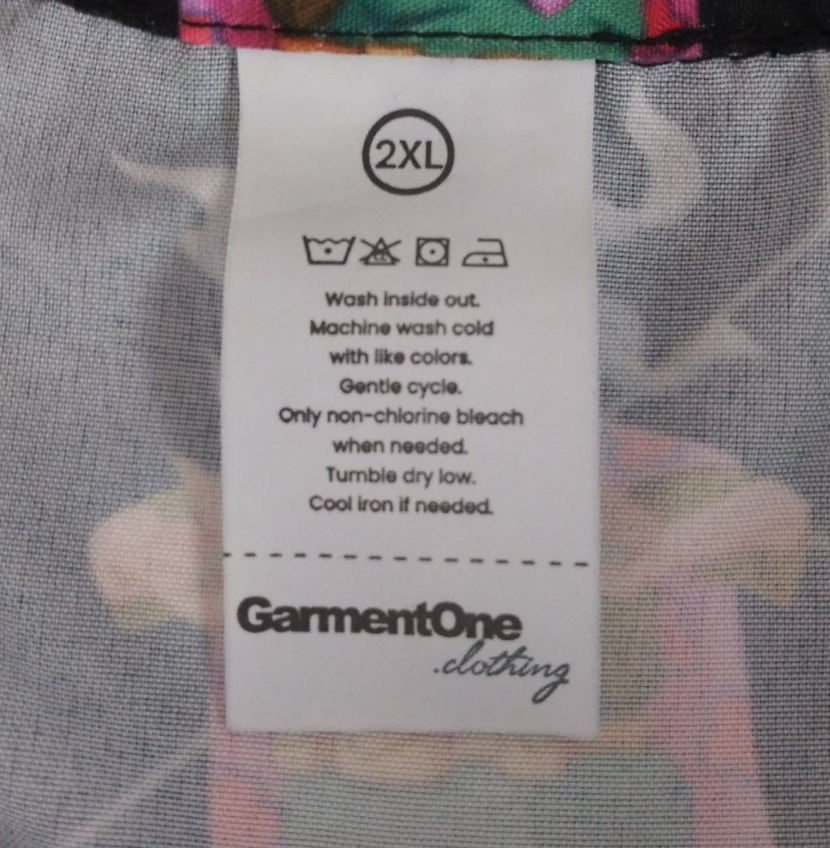 2XL
Wash inside out.
Machine wash cold
with like colors.
Gentle cycle.
Only non-chlorine bleach
when needed.
Tumble dry low.
Cool iron if needed.
GarmentOne
.clothing